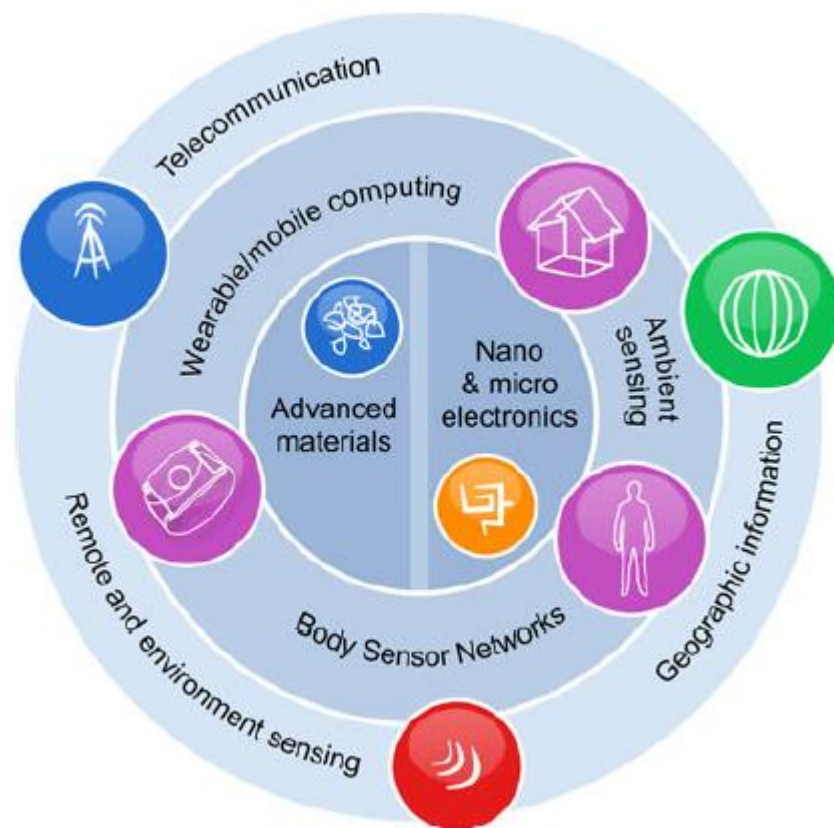 Telecommunication
Wearable/mobile computing
Ambient
sensing
Nano
& micro
electronics
Advanced
materials
Body Sensor Networks
Remote and environment sensing
Geographic information